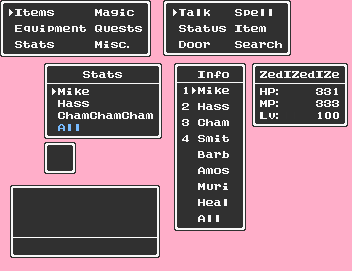 ▶Items Magic
Equipment Quests
Stats Misc.
▶Talk Spell
Status Item
Door Search
Stats
▶Mike
Hass
ChamChamCham
All
Info
1▶Mike
2 Hass
3 Cham
4 Smit
Barb
Amos
Muri
Heal
All
ZedIZedIZe
HP: 331
MP: 333
Lv: 100